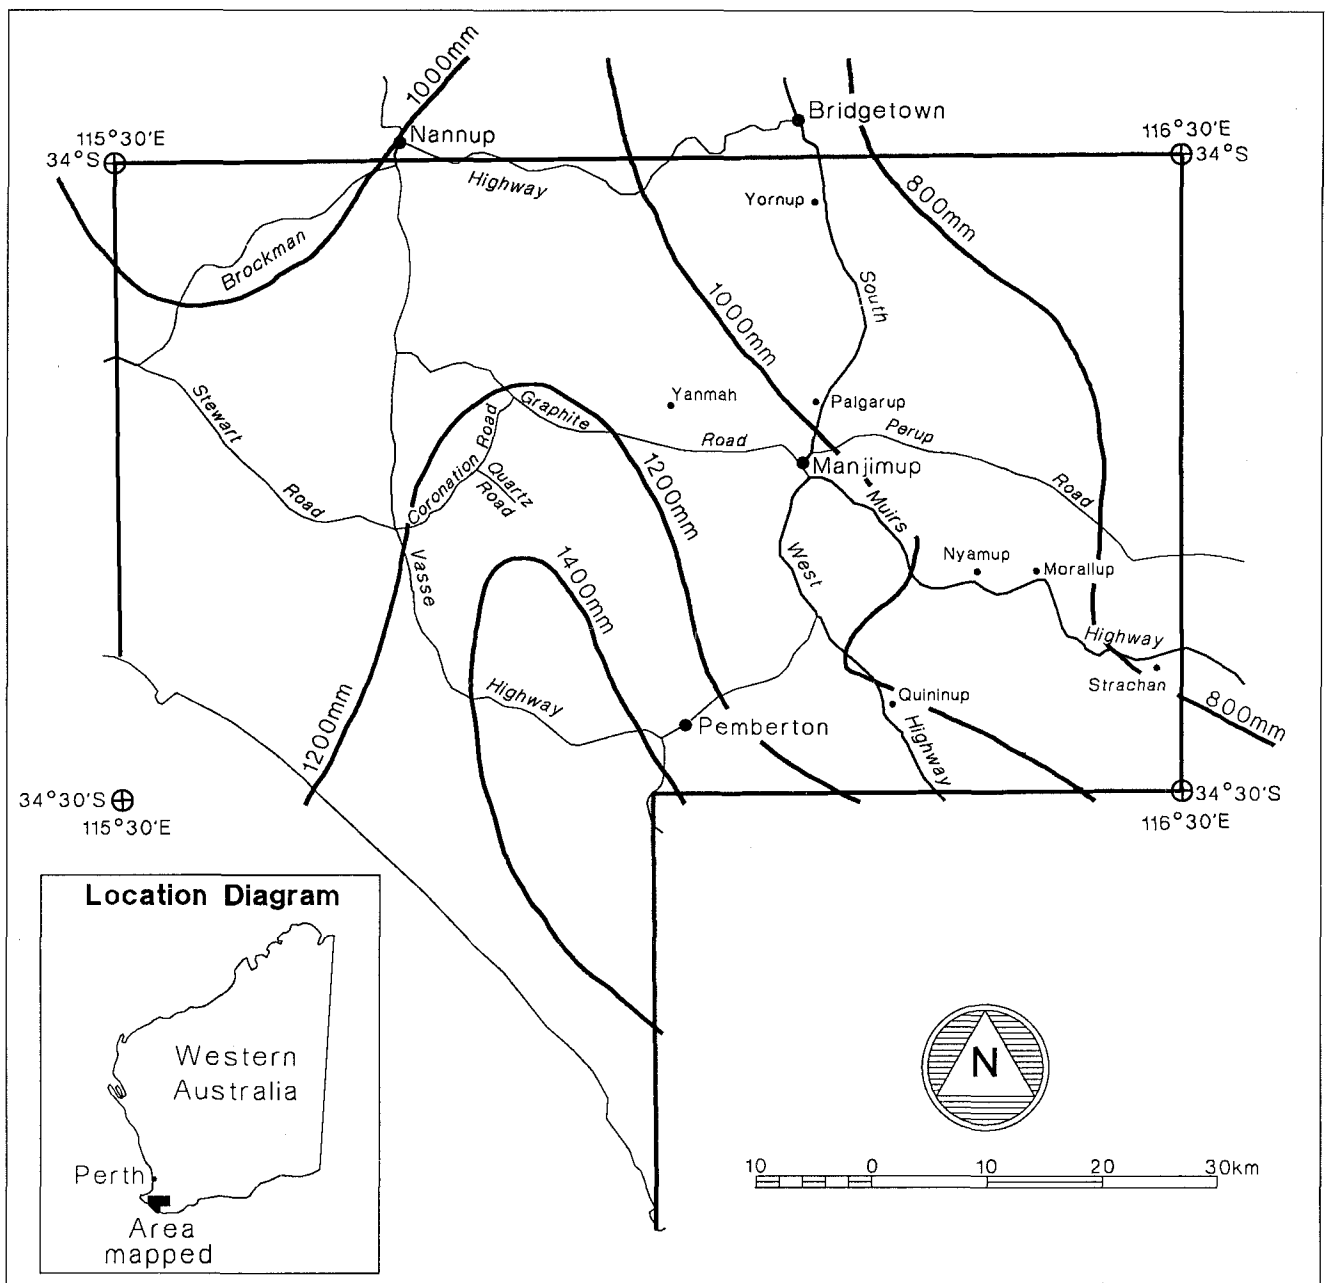 1000mm
Bridgetown
Nannup
115°30'E
34°S
116°30'E
34°S
Highway
Yornup
800mm
Brockman
South
1000mm
Stewart
Yanmah
Palgarup
Graphite
Road
Road
Perup
Manjimup
1200mm
Coronation Road
Quartz
Road
Road
Muirs
Road
Vasse
1400mm
West
Nyamup
Morallup
Highway
Strachan
Highway
Quininup
1200mm
800mm
Pemberton
Highway
34°30'S
115°30'E
34°30'S
116°30'E
Location Diagram
Western
Australia
Perth
Area
mapped
N
10 0 10 20 30km